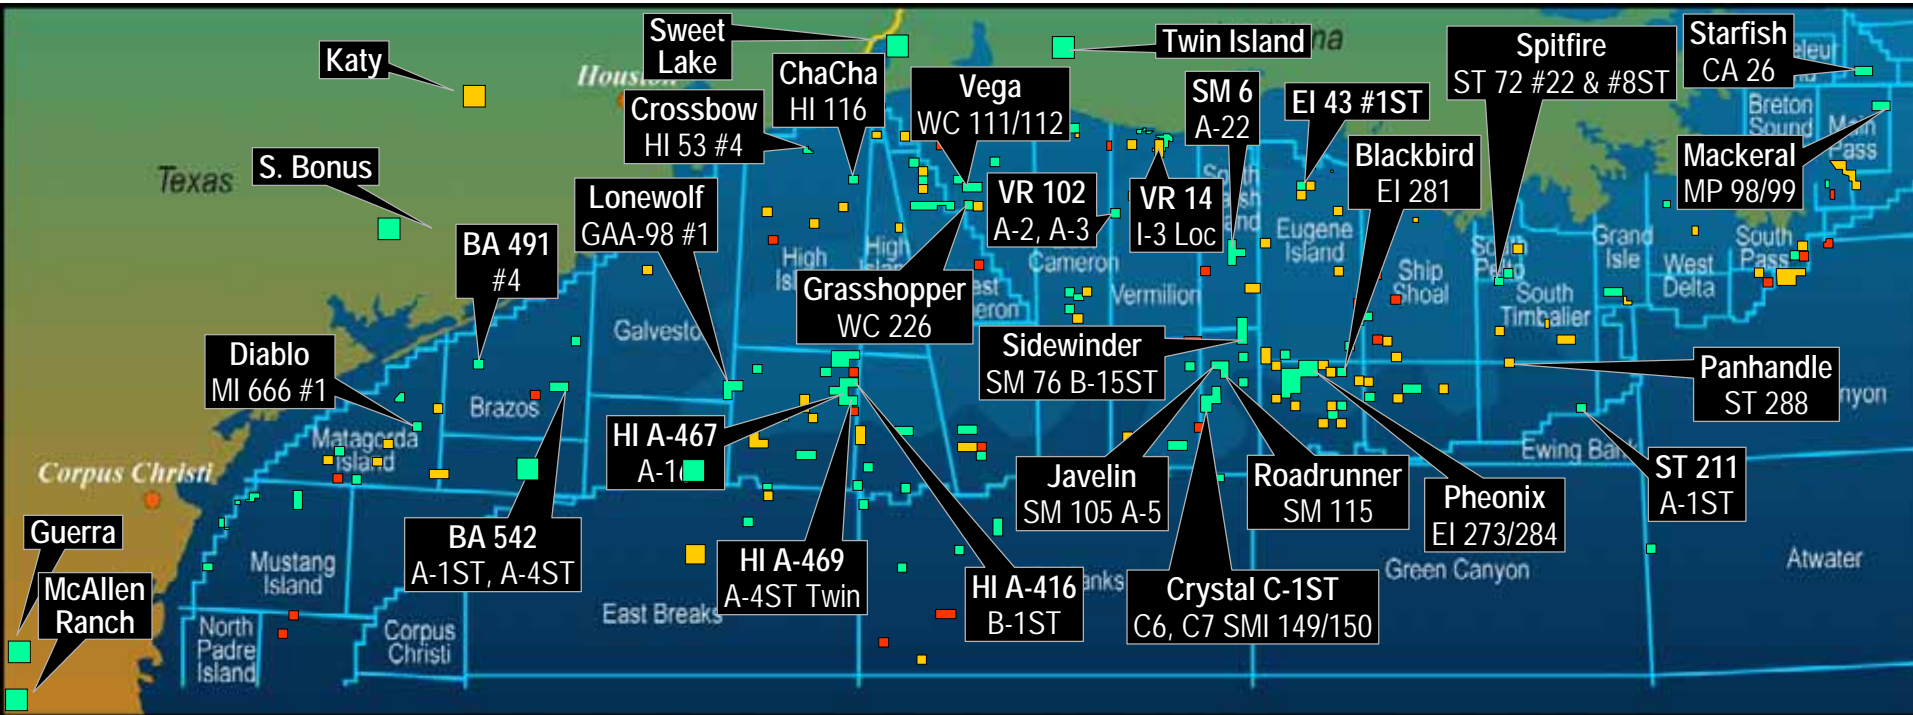 Sweet
Lake
Twin Island
Katy
Houston
ChaCha
HI 116
Vega
WC 111/112
Crossbow
HI 53 #4
SM 6
A-22
EI 43 #1ST
Spitfire
ST 72 #22 & #8ST
Starfish
CA 26
Breton
Sound
Main
Pass
Mackeral
MP 98/99
Texas
S. Bonus
Lonewolf
GAA-98 #1
VR 102
A-2, A-3
VR 14
I-3 Loc
Blackbird
EI 281
BA 491
#4
High
High
Grasshopper
WC 226
Cameron
Vermilion
Eugene
Island
Ship
Shoal
South
South
Timbalier
Grand
Isle
West
Delta
South
Pass
Diablo
MI 666 #1
Sidewinder
SM 76 B-15ST
Panhandle
ST 288
Brazos
Matagorda
Island
HI A-467
Ewing Bank
Corpus Christi
Javelin
SM 105 A-5
Roadrunner
SM 115
Pheonix
EI 273/284
ST 211
A-1ST
Guerra
BA 542
A-1ST, A-4ST
HI A-469
A-4ST Twin
HI A-416
B-1ST
Crystal C-1ST
C6, C7 SMI 149/150
Green Canyon
Atwater
Mustang
Island
McAllen
Ranch
East Breaks
North
Padre
Island
Corpus
Christi